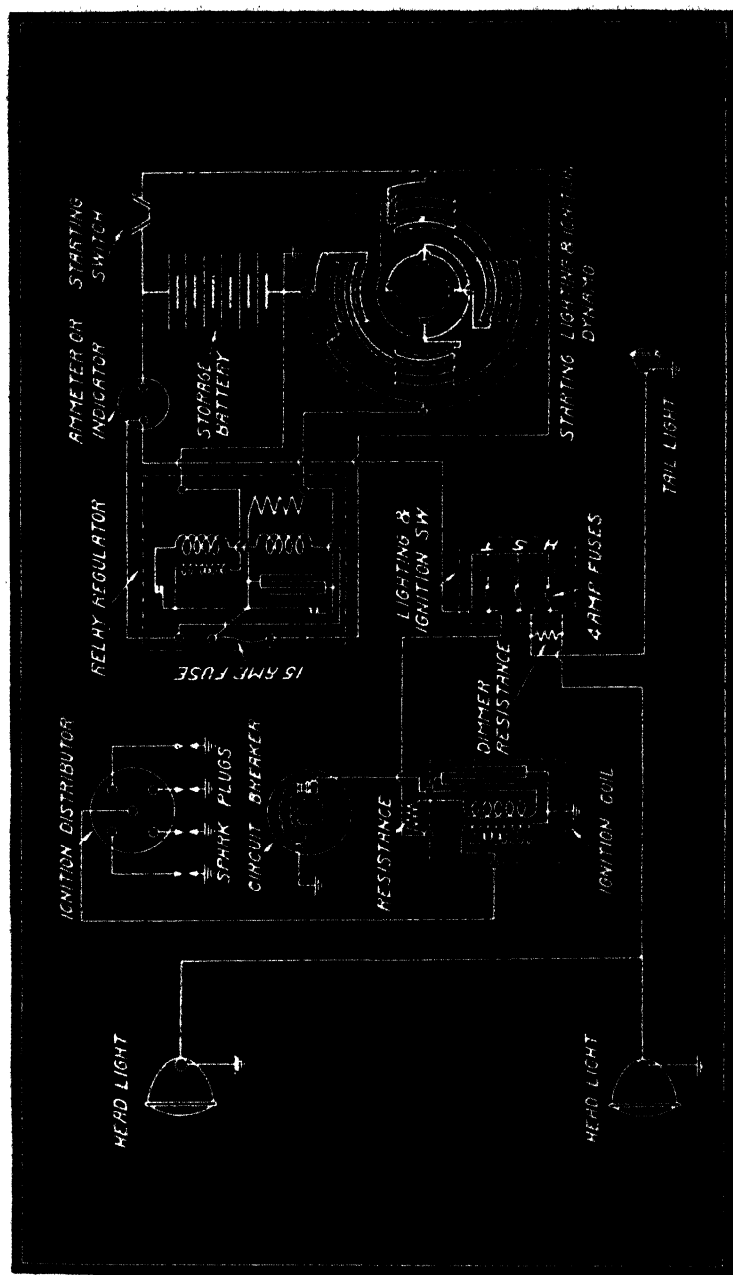 HEAD LIGHT
HEAD LIGHT
IGNITION DISTRIBUTOR
SPARK PLUGS
CIRCUIT BREAKER
RESISTANCE
IGNITION COIL
DIMMER
RESISTANCE
15 AMP FUSE
RELAY REGULATOR
LIGHTING &
IGNITION SW
I
S
H
4 AMP FUSES
AMMETER OR
INDICATOR
STORAGE
BATTERY
STARTING
SWITCH
STARTING LIGHTING & IGNITION
DYNAMO
TAIL LIGHT